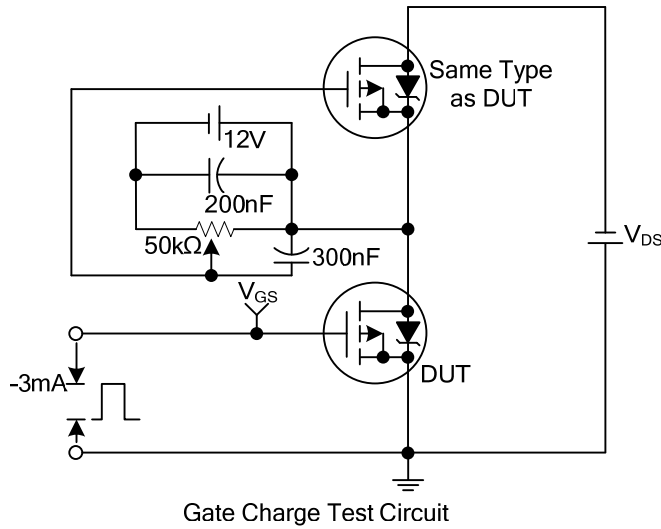 Same Type
as DUT
12V
200nF
50kΩ
300nF
VDS
VGS
DUT
-3mA
Gate Charge Test Circuit